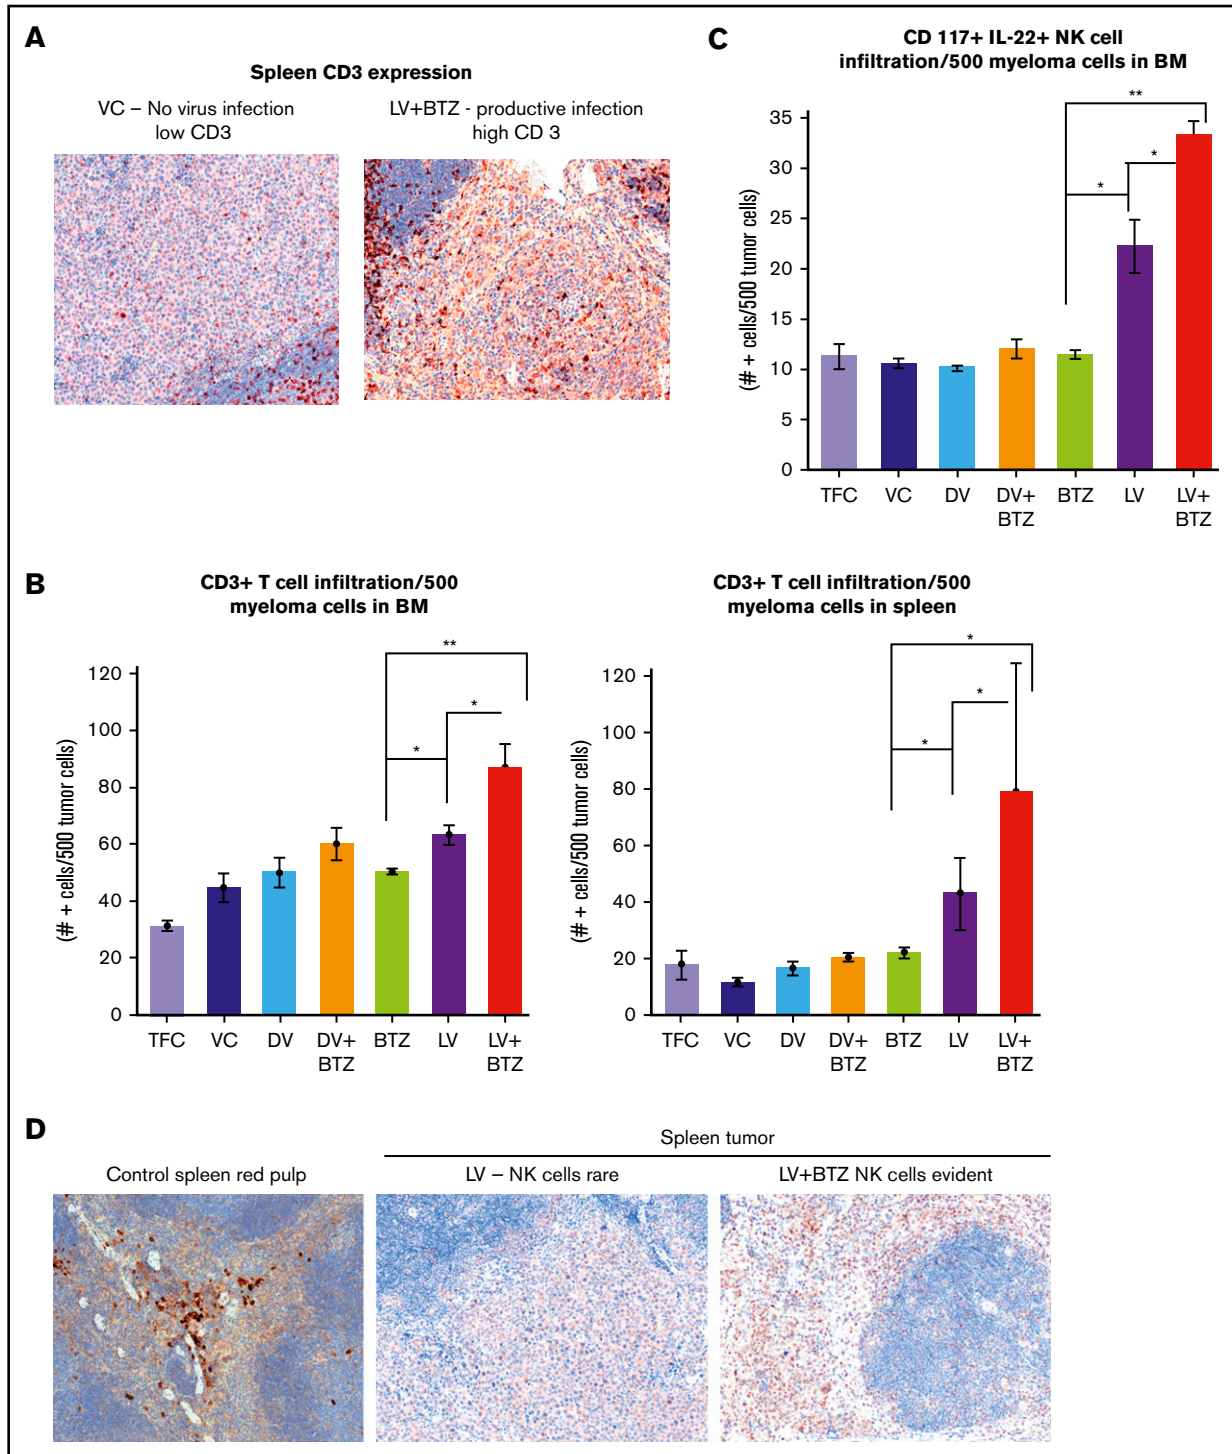 A
Spleen CD3 expression
VC – No virus infection
low CD3
LV+BTZ - productive infection
high CD 3
C
CD 117+ IL-22+ NK cell
infiltration/500 myeloma cells in BM
(# + cells/500 tumor cells)
35
30
25
20
15
10
5
0
**
*
*
TFC VC DV DV+ BTZ LV LV+
BTZ BTZ
B
CD3+ T cell infiltration/500
myeloma cells in BM
(# + cells/500 tumor cells)
120
100
80
60
40
20
0
**
*
*
TFC VC DV DV+ BTZ LV LV+
BTZ BTZ
CD3+ T cell infiltration/500
myeloma cells in spleen
(# + cells/500 tumor cells)
120
100
80
60
40
20
0
*
*
*
TFC VC DV DV+ BTZ LV LV+
BTZ BTZ
D
Spleen tumor
Control spleen red pulp
LV – NK cells rare
LV+BTZ NK cells evident